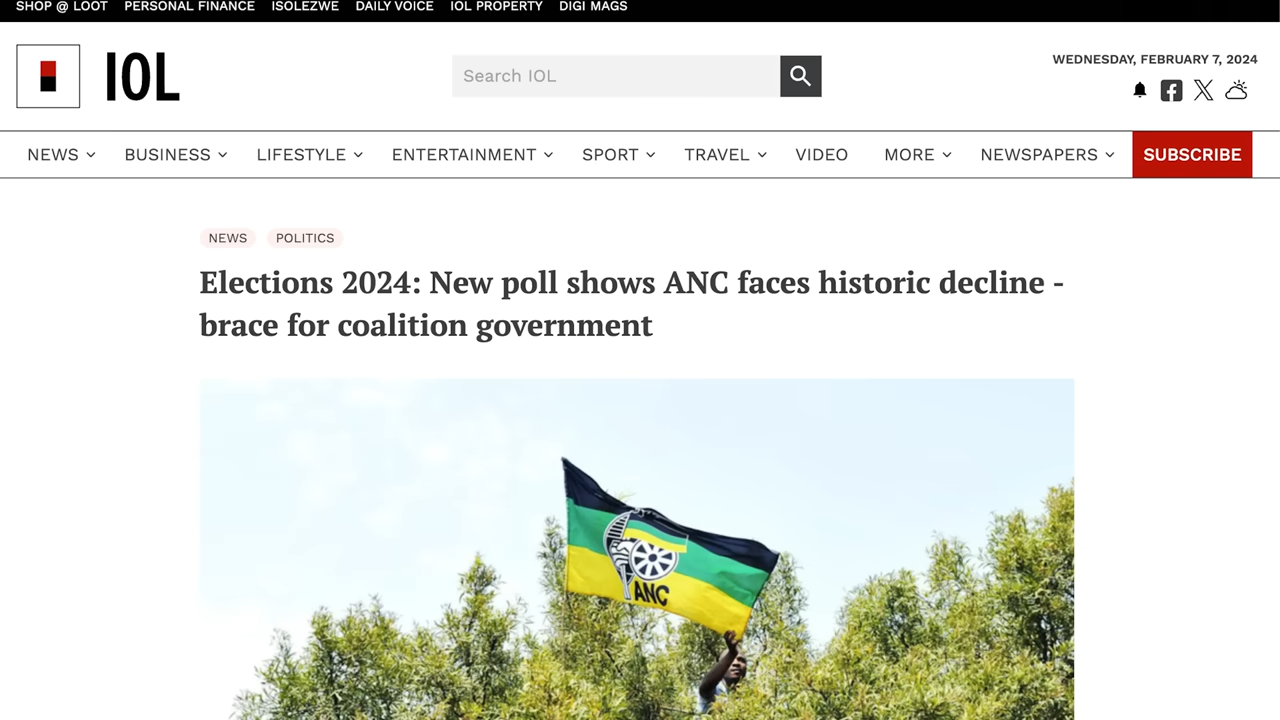 SHOP @ LOOT PERSONAL FINANCE ISOLEZWE DAILY VOICE IOL PROPERTY DIGI MAGS
IOL
Search IOL
WEDNESDAY, FEBRUARY 7, 2024
NEWS BUSINESS LIFESTYLE ENTERTAINMENT SPORT TRAVEL VIDEO MORE NEWSPAPERS SUBSCRIBE
NEWS POLITICS
Elections 2024: New poll shows ANC faces historic decline -
brace for coalition government
ANC